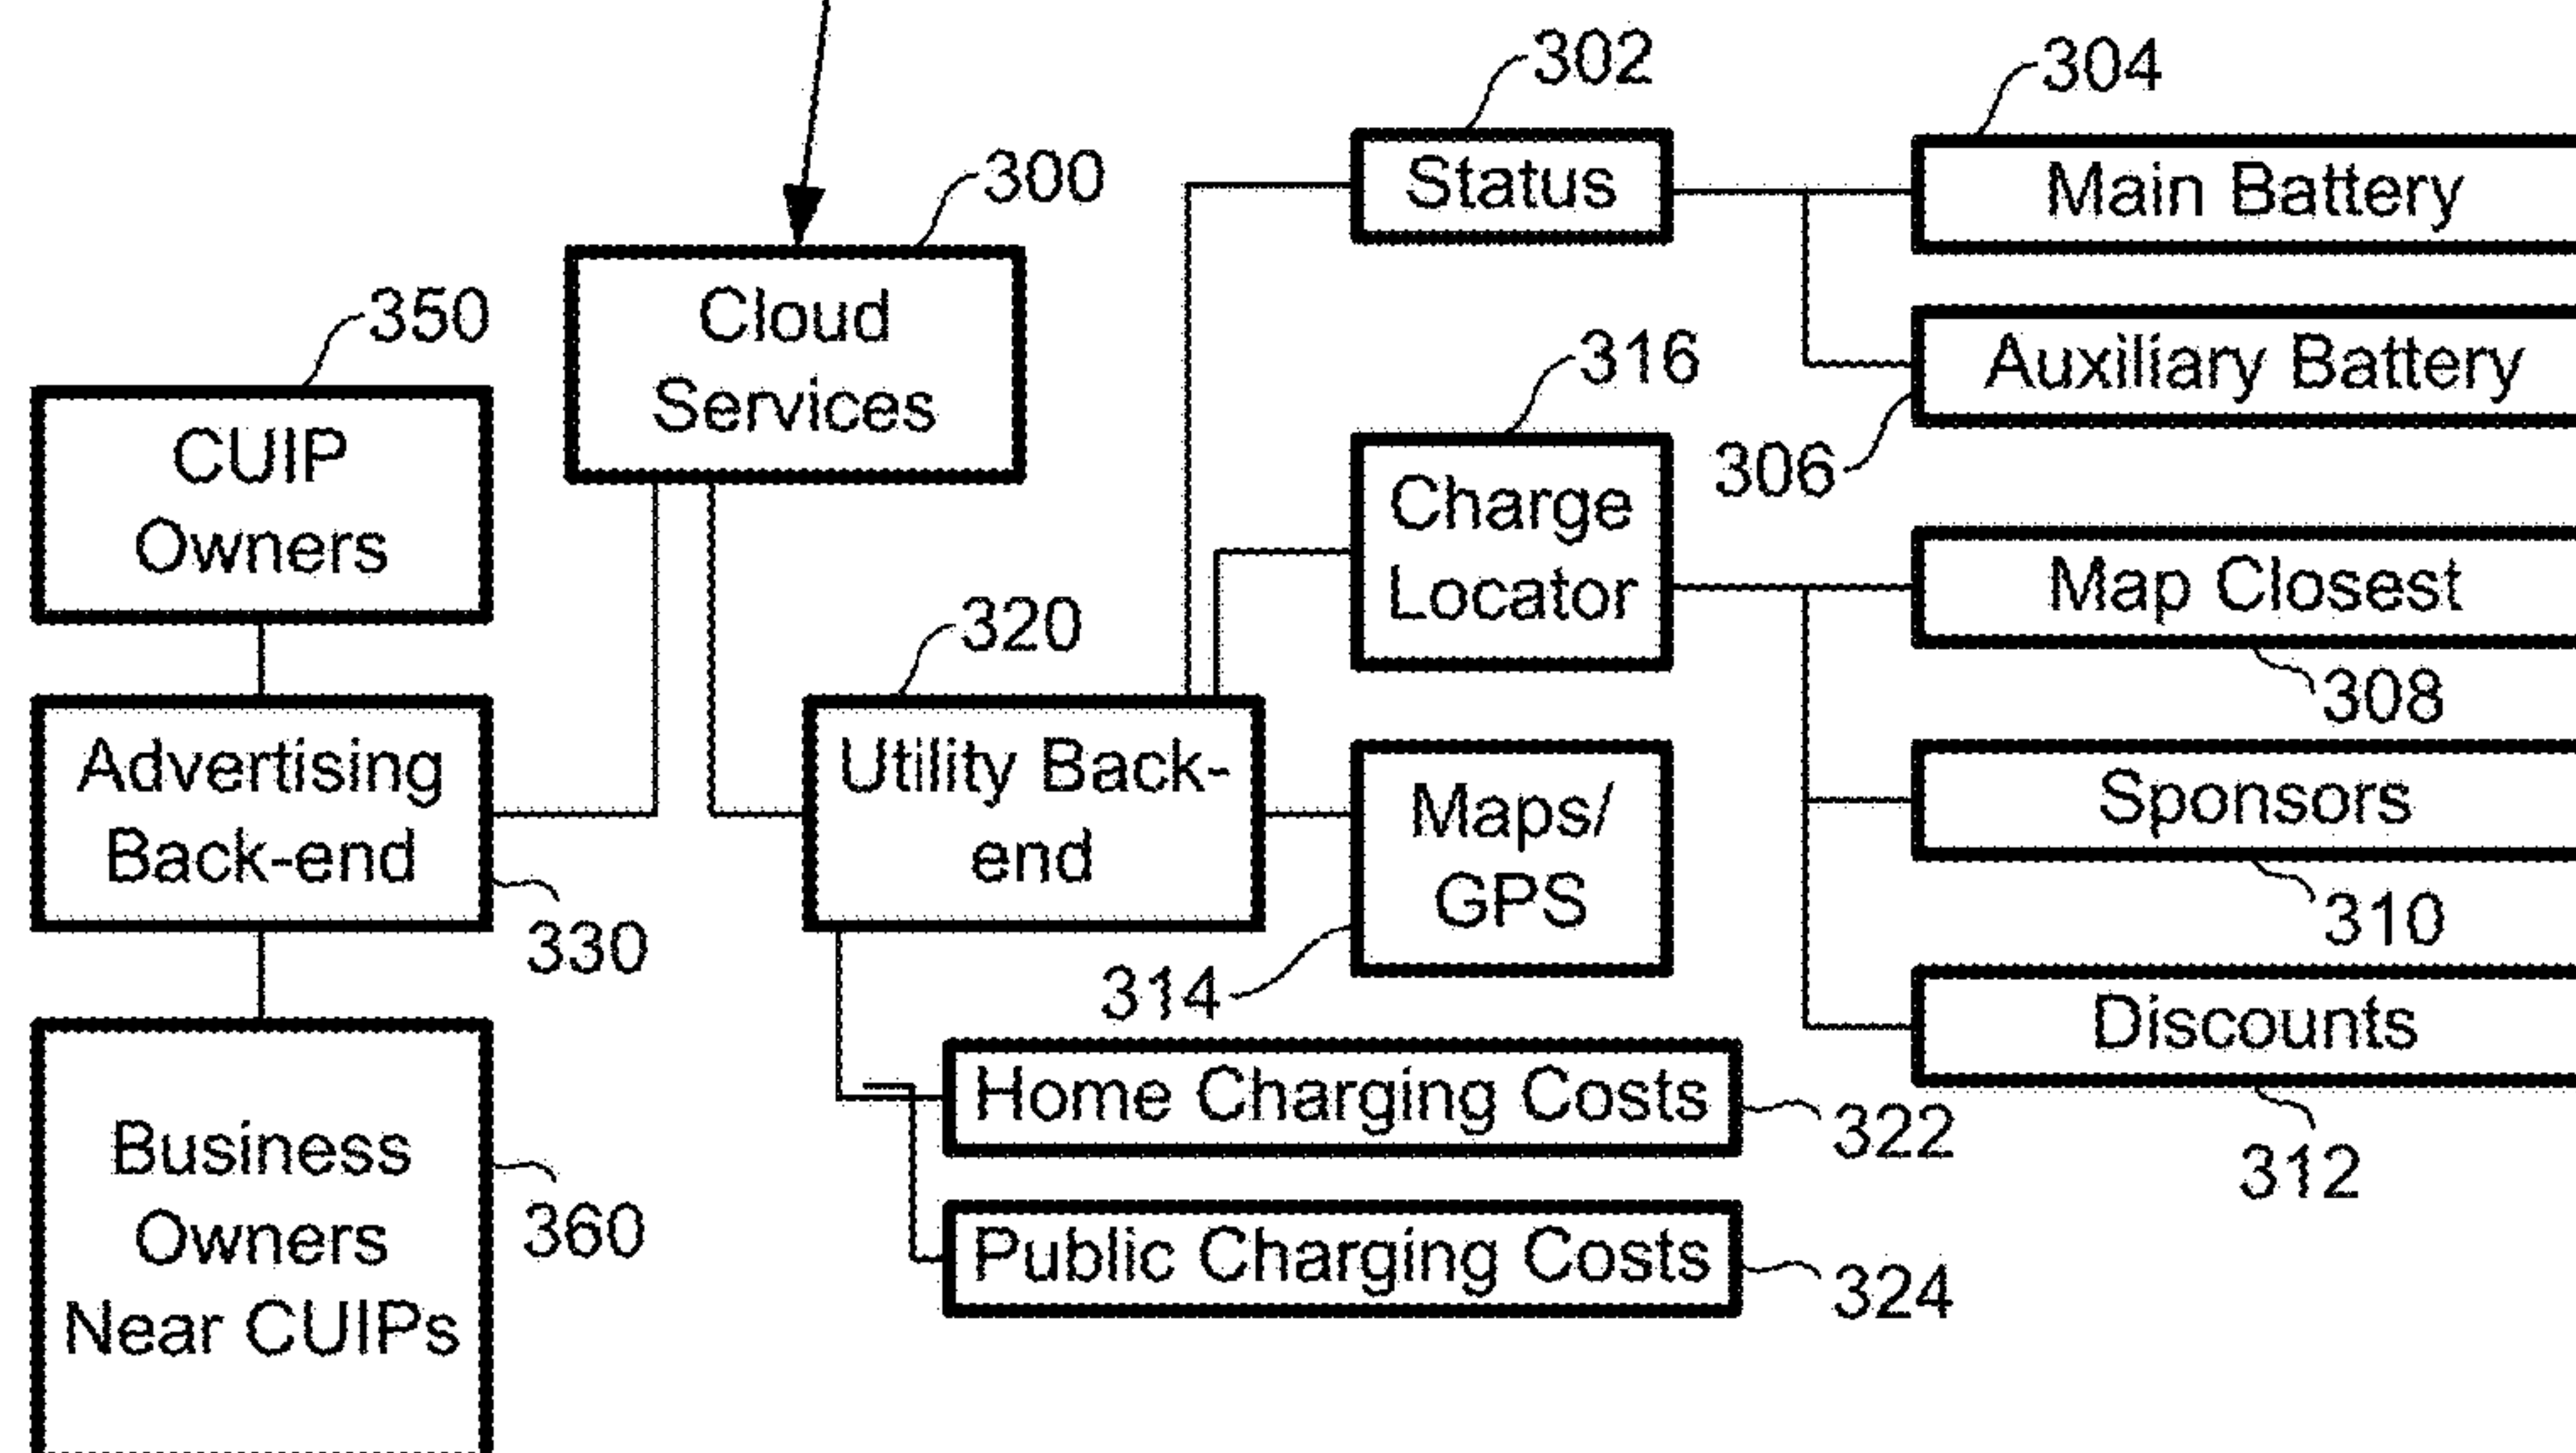 302
304
Status
Main Battery
300
Cloud
Services
350
CUIP
Owners
316
Auxiliary Battery
306
Charge
Locator
Map Closest
308
320
Utility Back-
end
Advertising
Back-end
330
Maps/
GPS
314
Sponsors
310
Discounts
312
Home Charging Costs
322
Public Charging Costs
324
Business
Owners
Near CUIPs
360